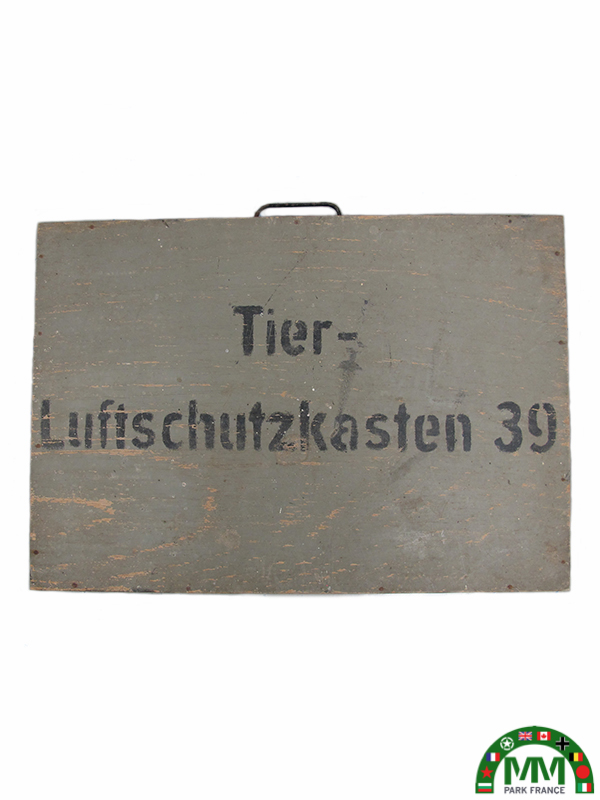 Tier-
Luftschutzkasten 39
MM
PARK FRANCE